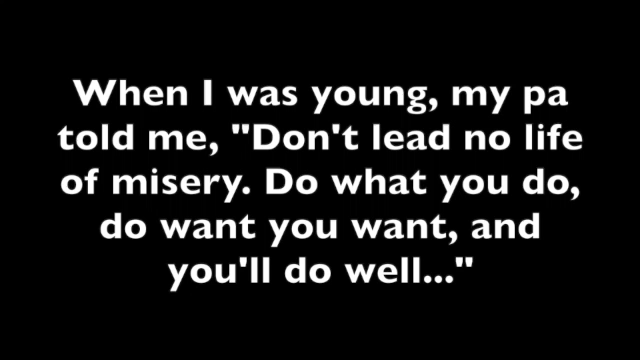 When I was young, my pa
told me, "Don't lead no life
of misery. Do what you do,
do want you want, and
you'll do well..."